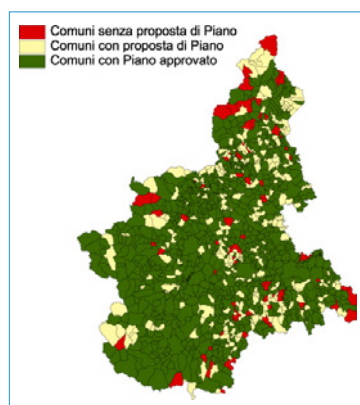 Comuni senza proposta di Piano
Comuni con proposta di Piano
Comuni con Piano approvato